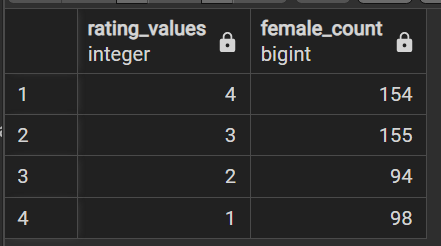 rating_values female_count
integer bigint
1 4 154
2 3 155
3 2 94
4 1 98